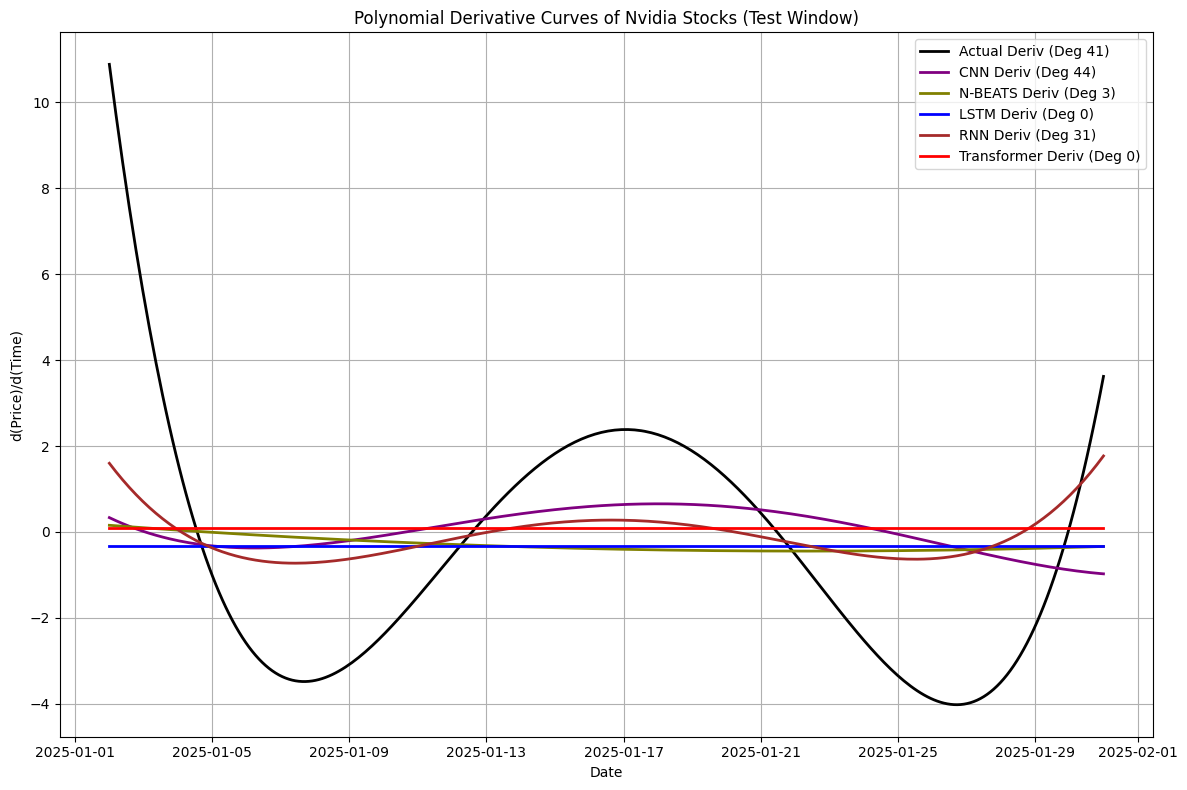 Polynomial Derivative Curves of Nvidia Stocks (Test Window)
Actual Deriv (Deg 41)
CNN Deriv (Deg 44)
N-BEATS Deriv (Deg 3)
LSTM Deriv (Deg 0)
RNN Deriv (Deg 31)
Transformer Deriv (Deg 0)
d(Price)/d(Time)
10
8
6
4
2
0
−2
−4
2025-01-01 2025-01-05 2025-01-09 2025-01-13 2025-01-17 2025-01-21 2025-01-25 2025-01-29 2025-02-01
Date